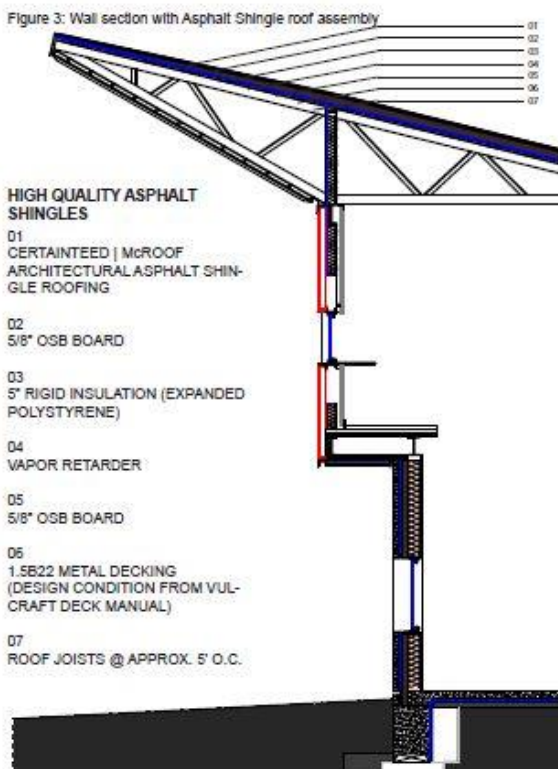 Figure 3: Wall section with Asphalt Shingle roof assembly
01
02
03
04
05
06
07
HIGH QUALITY ASPHALT
SHINGLES
01
CERTAINTEED | McROOF
ARCHITECTURAL ASPHALT SHIN-
GLE ROOFING
02
5/8" OSB BOARD
03
5" RIGID INSULATION (EXPANDED
POLYSTYRENE)
04
VAPOR RETARDER
05
5/8" OSB BOARD
06
1.5B22 METAL DECKING
(DESIGN CONDITION FROM VUL-
CRAFT DECK MANUAL)
07
ROOF JOISTS @ APPROX. 5' O.C.